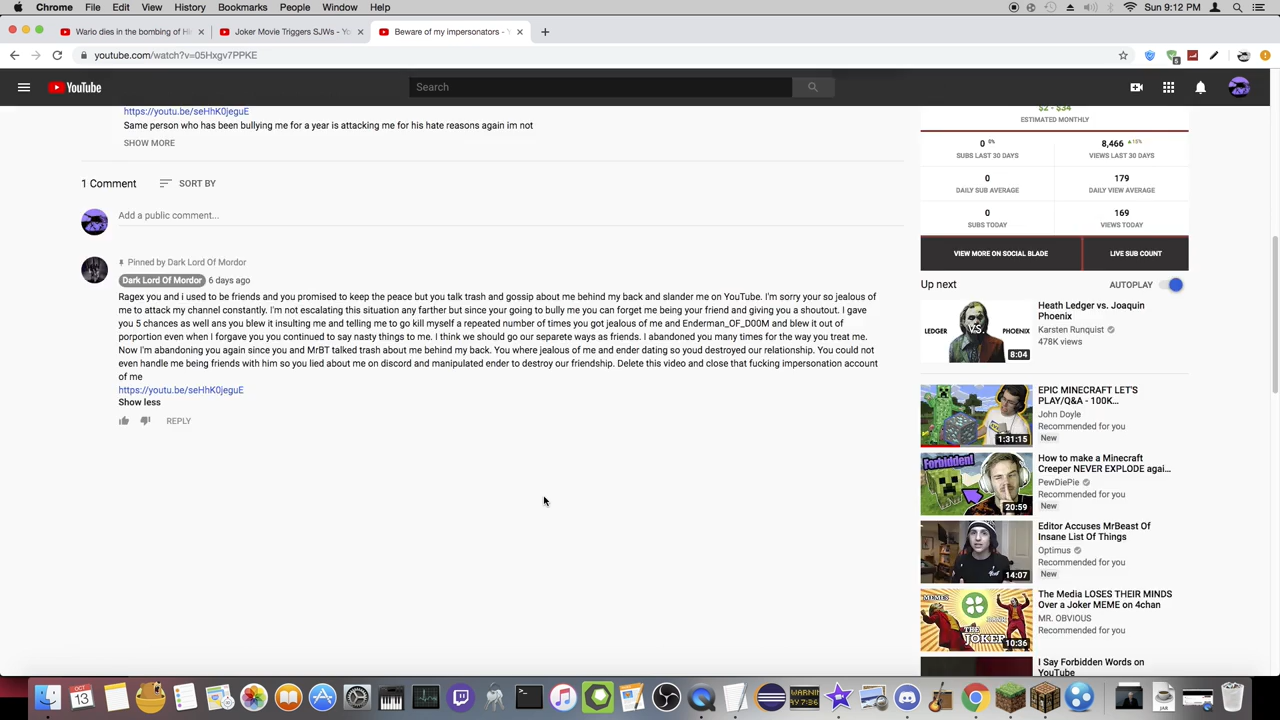 Chrome File Edit View History Bookmarks People Window Help Sun 9:12 PM
Wario dies in the bombing of Hi Joker Movie Triggers SJWs - Yo Beware of my impersonators -
youtube.com/watch?v=05Hxgv7PPKE
YouTube Search
https://youtu.be/seHhK0jeguE
Same person who has been bullying me for a year is attacking me for his hate reasons again im not
SHOW MORE
1 Comment SORT BY
Add a public comment...
Pinned by Dark Lord Of Mordor
Dark Lord Of Mordor 6 days ago
Ragex you and i used to be friends and you promised to keep the peace but you talk trash and gossip about me behind my back and slander me on YouTube. I'm sorry your so jealous of
me to attack my channel constantly. I'm not escalating this situation any farther but since your going to bully me you can forget me being your friend and giving you a shoutout. I gave
you 5 chances as well ans you blew it insulting me and telling me to go kill myself a repeated number of times you got jealous of me and Enderman_OF_D00M and blew it out of
porportion even when I forgave you you continued to say nasty things to me. I think we should go our separate ways as friends. I abandoned you many times for the way you treat me.
Now I'm abandoning you again since you and MrBT talked trash about me behind my back. You where jealous of me and ender dating so youd destroyed our relationship. You could not
even handle me being friends with him so you lied about me on discord and manipulated ender to destroy our friendship. Delete this video and close that fucking impersonation account
of me
https://youtu.be/seHhK0jeguE
Show less
REPLY
$2 - $34
ESTIMATED MONTHLY
0 0% 8,466 15%
SUBS LAST 30 DAYS VIEWS LAST 30 DAYS
0 179
DAILY SUB AVERAGE DAILY VIEW AVERAGE
0 169
SUBS TODAY VIEWS TODAY
VIEW MORE ON SOCIAL BLADE LIVE SUB COUNT
Up next AUTOPLAY
LEDGER VS. PHOENIX
8:04
Heath Ledger vs. Joaquin
Phoenix
Karsten Runquist
478K views
1:31:15
EPIC MINECRAFT LET'S
PLAY/Q&A - 100K...
John Doyle
Recommended for you
New
Forbidden!
20:59
How to make a Minecraft
Creeper NEVER EXPLODE agai...
PewDiePie
Recommended for you
New
14:07
Editor Accuses MrBeast Of
Insane List Of Things
Optimus
Recommended for you
New
MEMES
THE JOKER
10:36
The Media LOSES THEIR MINDS
Over a Joker MEME on 4chan
MR. OBVIOUS
Recommended for you
I Say Forbidden Words on
YouTube
OCT
13
JAR